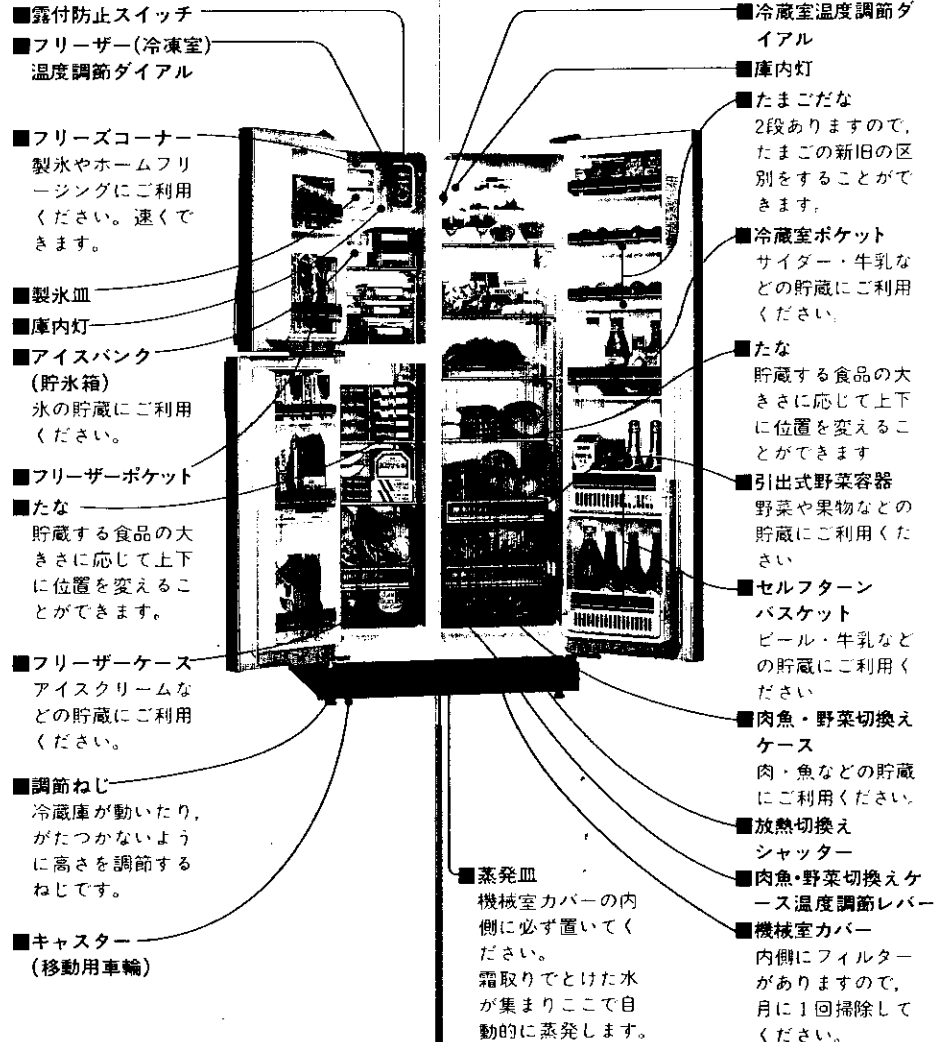 ■露付防止スイッチ
■フリーザー(冷凍室)
温度調節ダイアル
■フリーズコーナー
製氷やホームフリ
ージングにご利用
ください。速くで
きます。
■製氷皿
■庫内灯
■アイスバンク
(貯氷箱)
氷の貯蔵にご利用
ください。
■フリーザーポケット
■たな
貯蔵する食品の大
きさに応じて上下
に位置を変えるこ
とができます。
■フリーザーケース
アイスクリームな
どの貯蔵にご利用
ください。
■調節ねじ
冷蔵庫が動いたり,
がたつかないよう
に高さを調節する
ねじです。
■キャスター
(移動用車輪)
■蒸発皿
機械室カバーの内
側に必ず置いてく
ださい。
霜取りでとけた水
が集まりここで自
動的に蒸発します。
■冷蔵室温度調節ダ
イアル
■庫内灯
■たまごだな
2段ありますので,
たまごの新旧の区
別をすることがで
きます。
■冷蔵室ポケット
サイダー・牛乳な
どの貯蔵にご利用
ください。
■たな
貯蔵する食品の大
きさに応じて上下
に位置を変えるこ
とができます
■引出式野菜容器
野菜や果物などの
貯蔵にご利用くだ
さい
■セルフターン
バスケット
ビール・牛乳など
の貯蔵にご利用く
ださい
■肉魚・野菜切換え
ケース
肉・魚などの貯蔵
にご利用ください。
■放熱切換え
シャッター
■肉魚・野菜切換えケ
ース温度調節レバー
■機械室カバー
内側にフィルター
がありますので,
月に1回掃除して
ください。